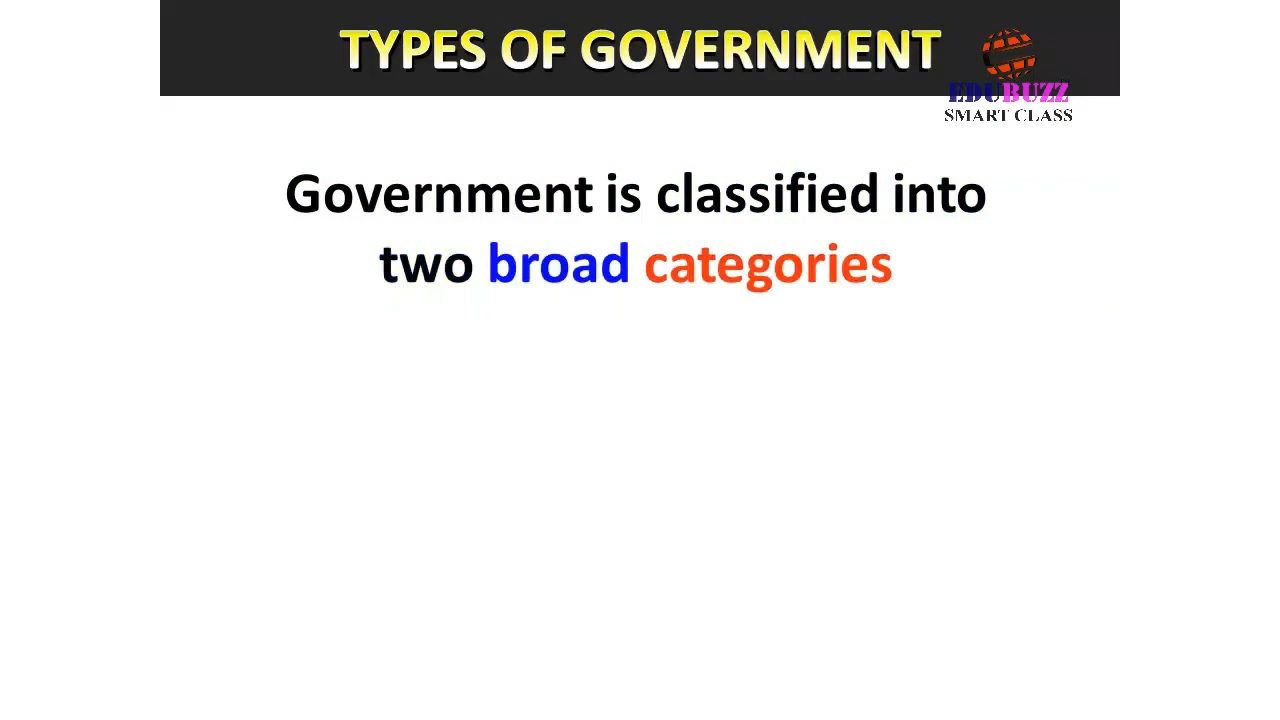 TYPES OF GOVERNMENT
EDUBUZZ
SMART CLASS
Government is classified into
two broad categories